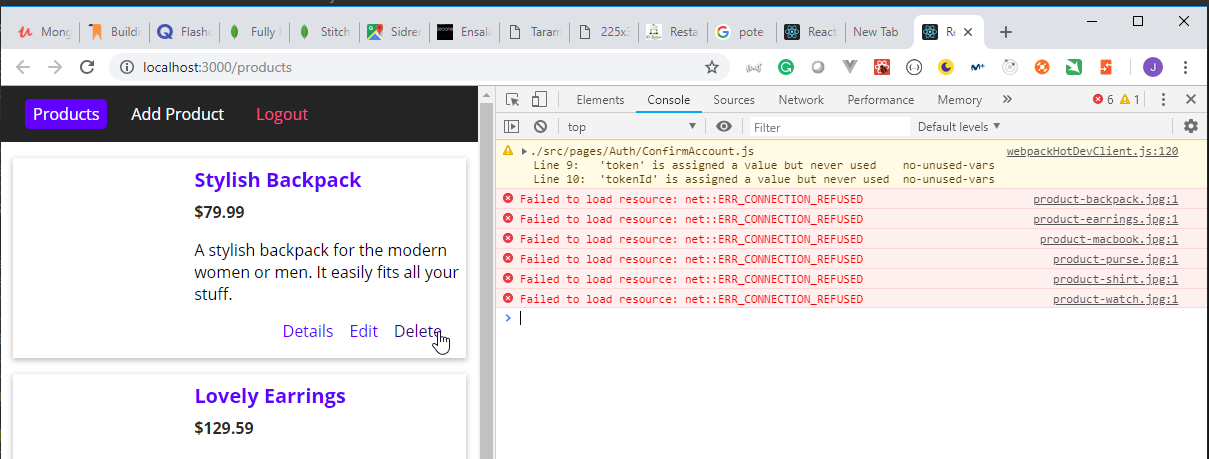 Mong
Buildi
Flashc
Fully
Stitch
Sidrer
Ensala
Taram
225x
Resta
pote
React
New Tab
Re
localhost:3000/products
J
Products
Add Product
Logout
Stylish Backpack
$79.99
A stylish backpack for the modern
women or men. It easily fits all your
stuff.
Details Edit Delete
Lovely Earrings
$129.59
Elements Console Sources Network Performance Memory » 6 1
top
Filter
Default levels
./src/pages/Auth/ConfirmAccount.js webpackHotDevClient.js:120
Line 9: 'token' is assigned a value but never used no-unused-vars
Line 10: 'tokenId' is assigned a value but never used no-unused-vars
Failed to load resource: net::ERR_CONNECTION_REFUSED product-backpack.jpg:1
Failed to load resource: net::ERR_CONNECTION_REFUSED product-earrings.jpg:1
Failed to load resource: net::ERR_CONNECTION_REFUSED product-macbook.jpg:1
Failed to load resource: net::ERR_CONNECTION_REFUSED product-purse.jpg:1
Failed to load resource: net::ERR_CONNECTION_REFUSED product-shirt.jpg:1
Failed to load resource: net::ERR_CONNECTION_REFUSED product-watch.jpg:1